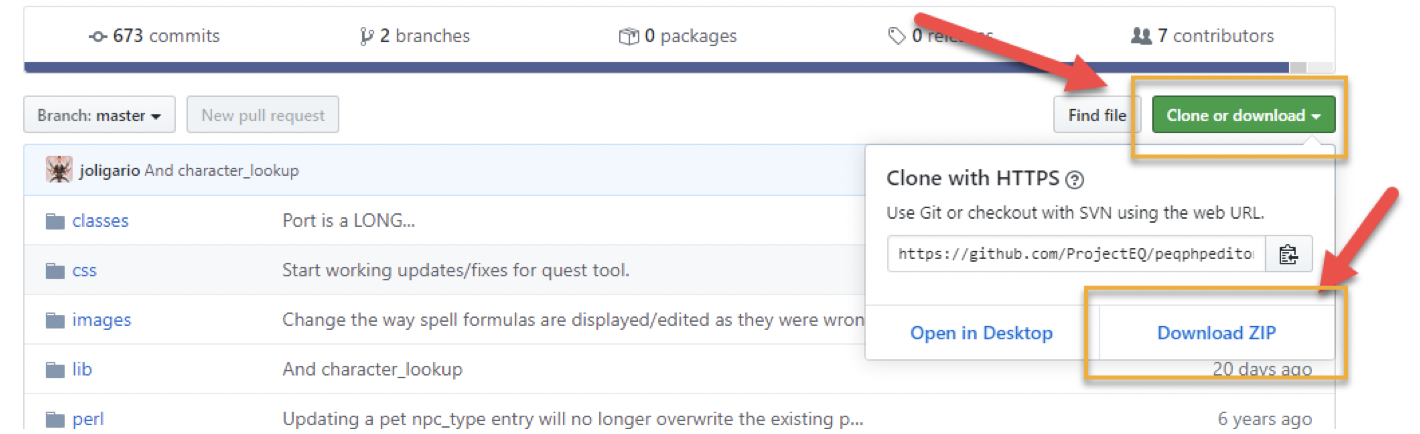 673 commits 2 branches 0 packages 0 releases 7 contributors
Branch: master New pull request Find file Clone or download
joligario And character_lookup
Clone with HTTPS ?
Use Git or checkout with SVN using the web URL.
https://github.com/ProjectEQ/peqphpedito
Open in Desktop Download ZIP
classes Port is a LONG...
css Start working updates/fixes for quest tool.
images Change the way spell formulas are displayed/edited as they were wron
lib And character_lookup 20 days ago
perl Updating a pet npc_type entry will no longer overwrite the existing p... 6 years ago